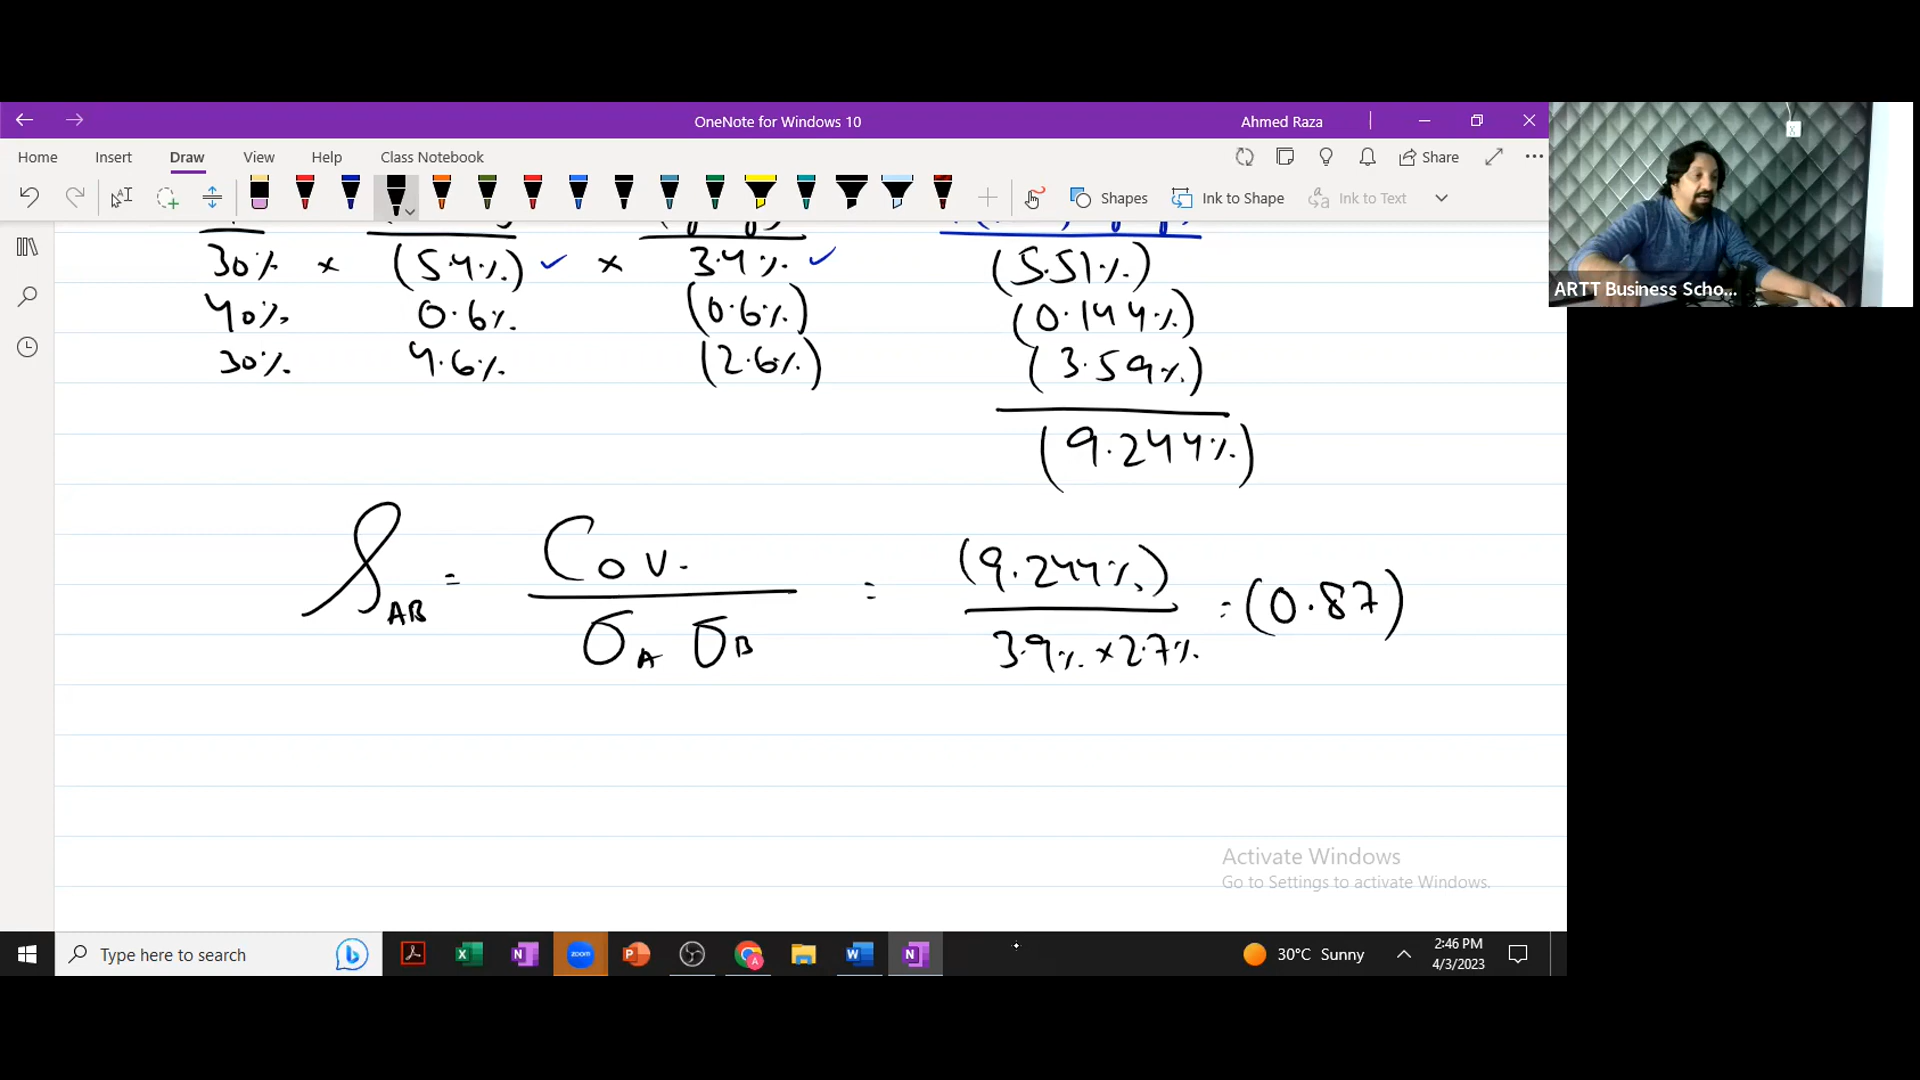 OneNote for Windows 10
Ahmed Raza
Home Insert Draw View Help Class Notebook
Share
Shapes
Ink to Shape
Ink to Text
ARTT Business Scho...
30% × (5.4%) ✓ × 3.4% ✓ (5.51%)
40% 0.6% (0.6%) (0.144%)
30% 4.6% (2.6%) (3.59%)
(9.244%)
ρAB = Cov. / σA σB = (9.244%) / 3.9% × 2.7% = (0.87)
Activate Windows
Go to Settings to activate Windows.
Type here to search
zoom
30°C Sunny
2:46 PM
4/3/2023